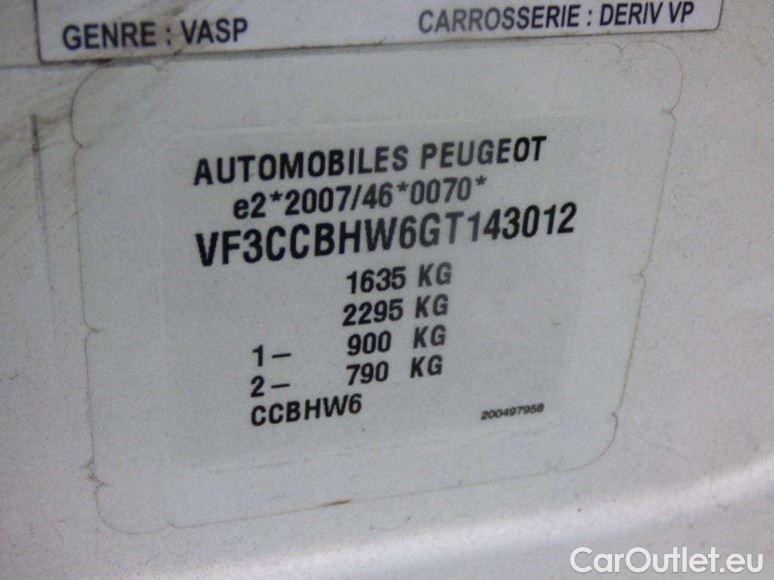 GENRE : VASP CARROSSERIE : DERIV VP
AUTOMOBILES PEUGEOT
e2*2007/46*0070*
VF3CCBHW6GT143012
1635 KG
2295 KG
1- 900 KG
2- 790 KG
CCBHW6 200497958
CarOutlet.eu